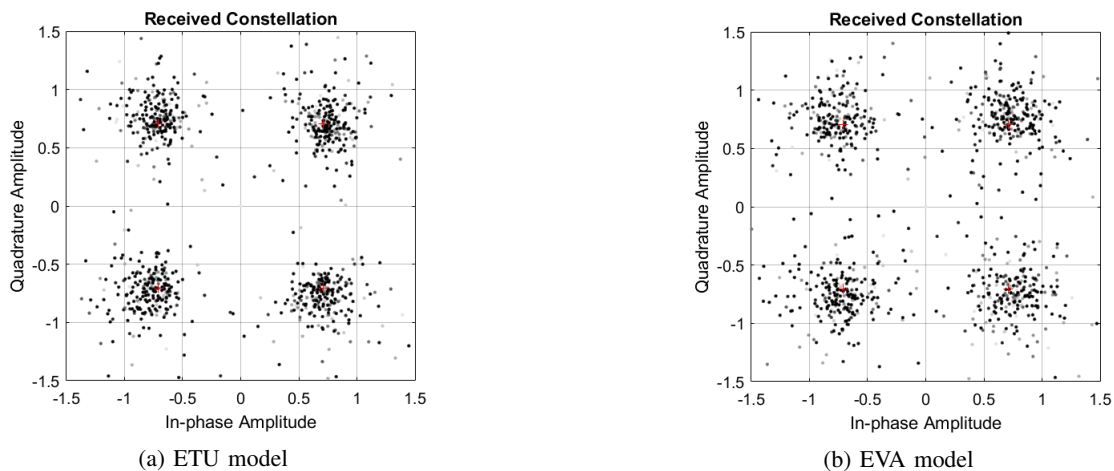 Received Constellation
1.5
1
0.5
0
-0.5
-1
-1.5
Quadrature Amplitude
-1.5 -1 -0.5 0 0.5 1 1.5
In-phase Amplitude
(a) ETU model
Received Constellation
1.5
1
0.5
0
-0.5
-1
-1.5
Quadrature Amplitude
-1.5 -1 -0.5 0 0.5 1 1.5
In-phase Amplitude
(b) EVA model